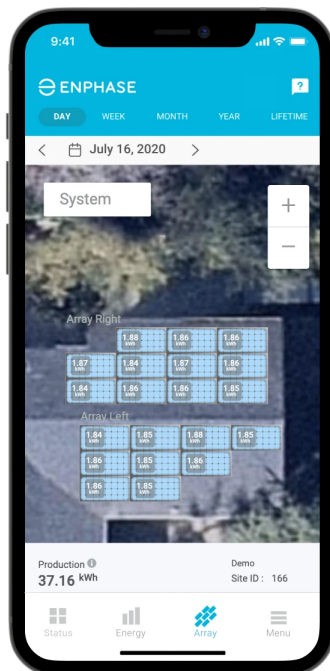 9:41
ENPHASE
?
DAY WEEK MONTH YEAR LIFETIME
< July 16, 2020 >
System
+
−
Array Right
1.88 kWh 1.86 kWh 1.86 kWh
1.87 kWh 1.84 kWh 1.87 kWh 1.86 kWh
1.84 kWh 1.86 kWh 1.86 kWh 1.85 kWh
Array Left
1.84 kWh 1.85 kWh 1.88 kWh 1.85 kWh
1.86 kWh 1.85 kWh 1.86 kWh
1.86 kWh 1.85 kWh
Production i
Demo
37.16 kWh
Site ID : 166
Status Energy Array Menu